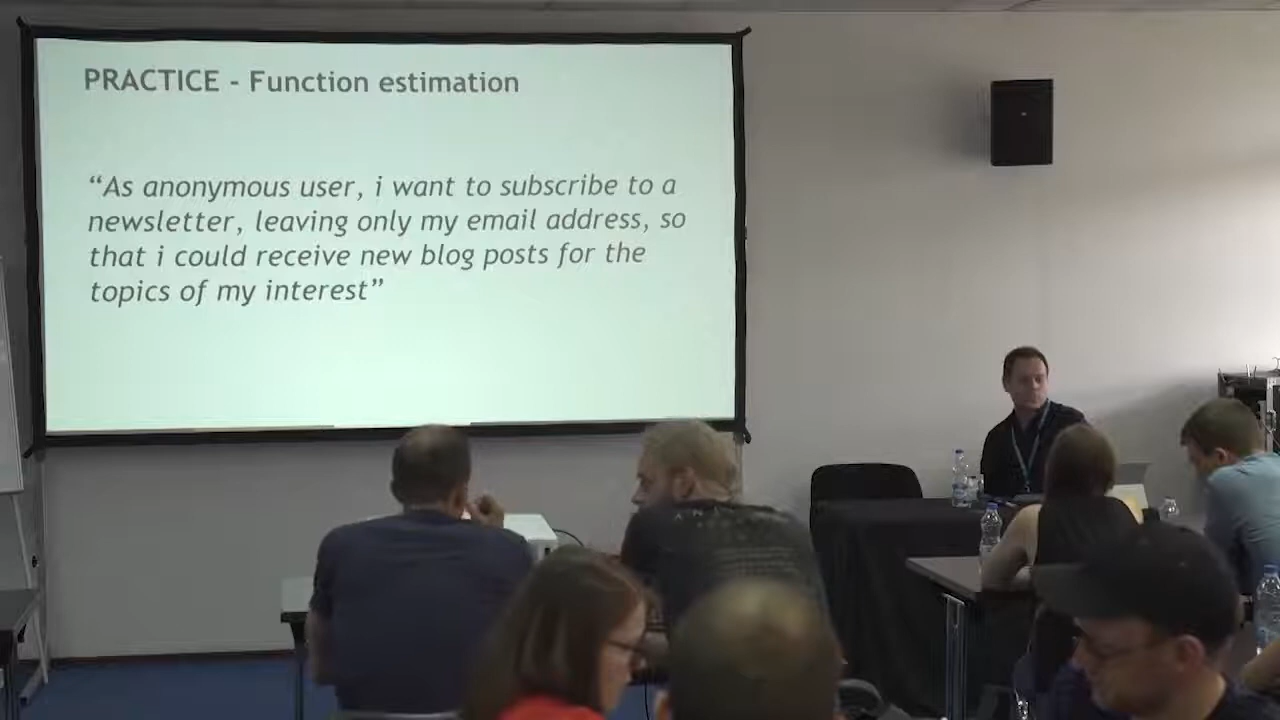 PRACTICE - Function estimation
“As anonymous user, i want to subscribe to a
newsletter, leaving only my email address, so
that i could receive new blog posts for the
topics of my interest”